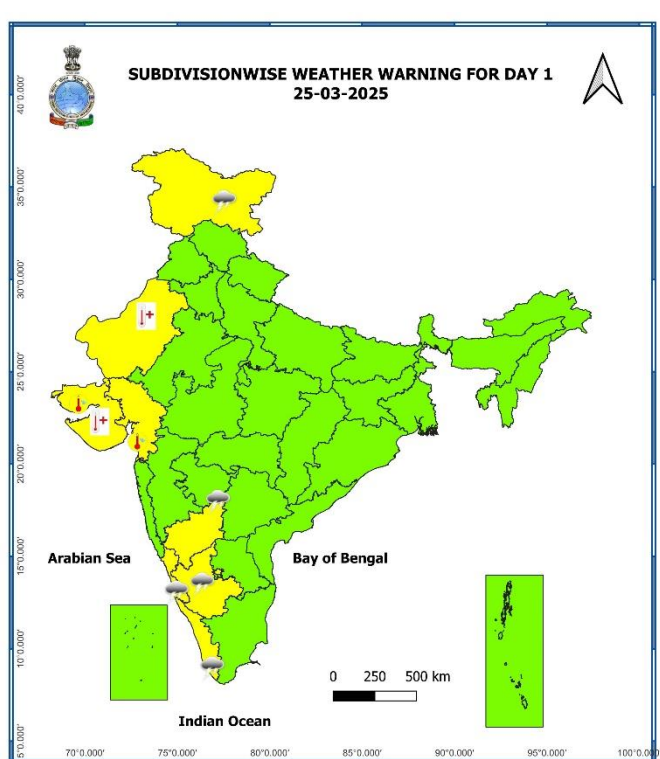 SUBDIVISIONWISE WEATHER WARNING FOR DAY 1
25-03-2025
40°0.000'
35°0.000'
30°0.000'
25°0.000'
20°0.000'
15°0.000'
10°0.000'
5°0.000'
Arabian Sea
Bay of Bengal
0 250 500 km
Indian Ocean
70°0.000' 75°0.000' 80°0.000' 85°0.000' 90°0.000' 95°0.000' 100°0.000'